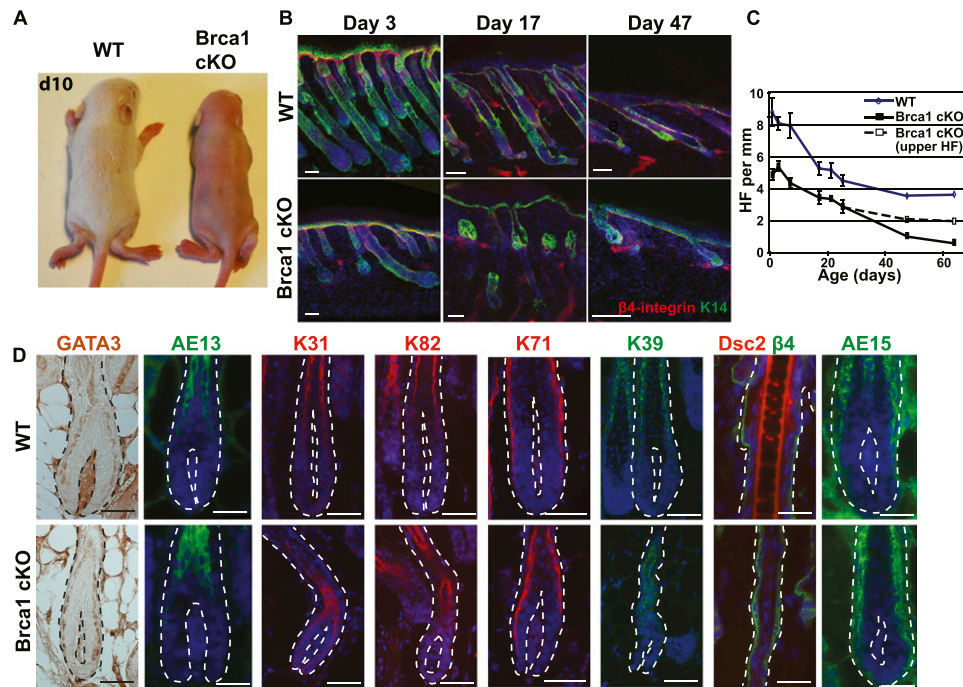 A
WT
Brca1
cKO
d10
B
Day 3
Day 17
Day 47
WT
Brca1 cKO
e
β4-integrin K14
C
10
8
6
4
2
0
HF per mm
0
20
40
60
Age (days)
WT
Brca1 cKO
Brca1 cKO
(upper HF)
D
GATA3
AE13
K31
K82
K71
K39
Dsc2 β4
AE15
WT
Brca1 cKO